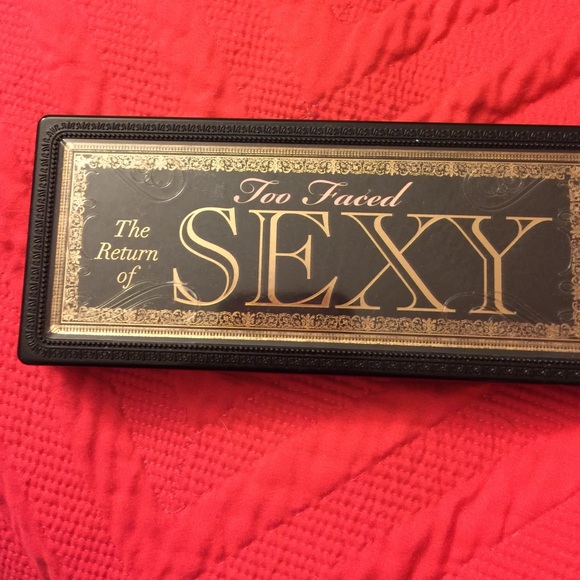 Too Faced
The
Return
of
SEXY